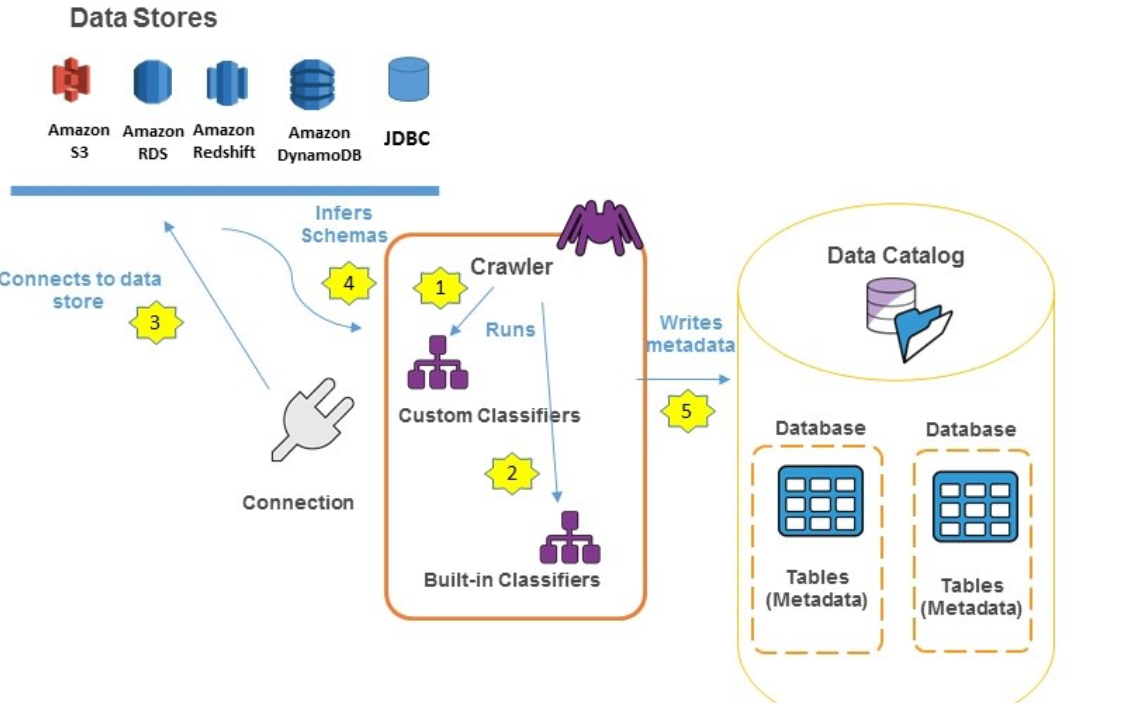 Data Stores
Amazon
S3
Amazon
RDS
Amazon
Redshift
Amazon
DynamoDB
JDBC
Infers
Schemas
4
Connects to data
store
3
Connection
Crawler
1
Runs
Custom Classifiers
2
Built-in Classifiers
Writes
metadata
5
Data Catalog
Database
Tables
(Metadata)
Database
Tables
(Metadata)